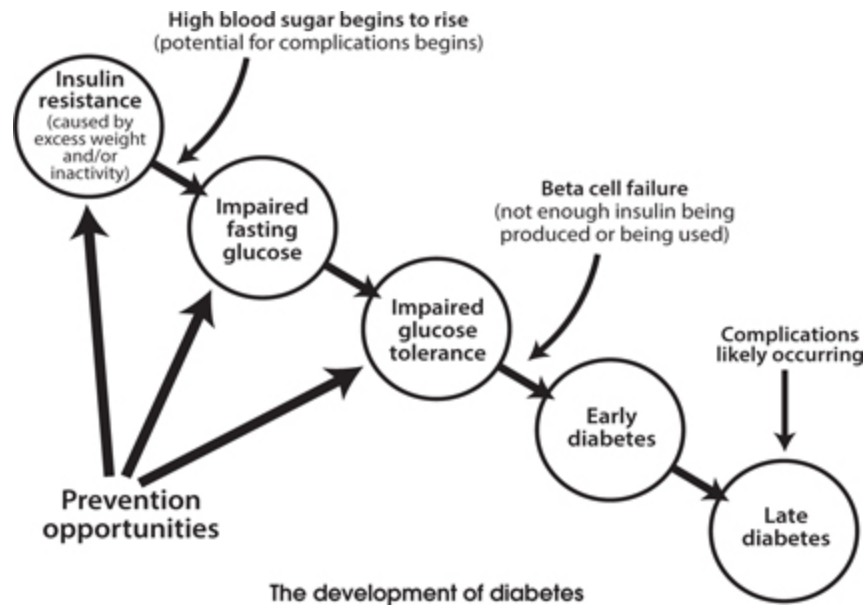 High blood sugar begins to rise
(potential for complications begins)
Insulin
resistance
(caused by
excess weight
and/or
inactivity)
Impaired
fasting
glucose
Beta cell failure
(not enough insulin being
produced or being used)
Impaired
glucose
tolerance
Complications
likely occurring
Early
diabetes
Prevention
opportunities
Late
diabetes
The development of diabetes